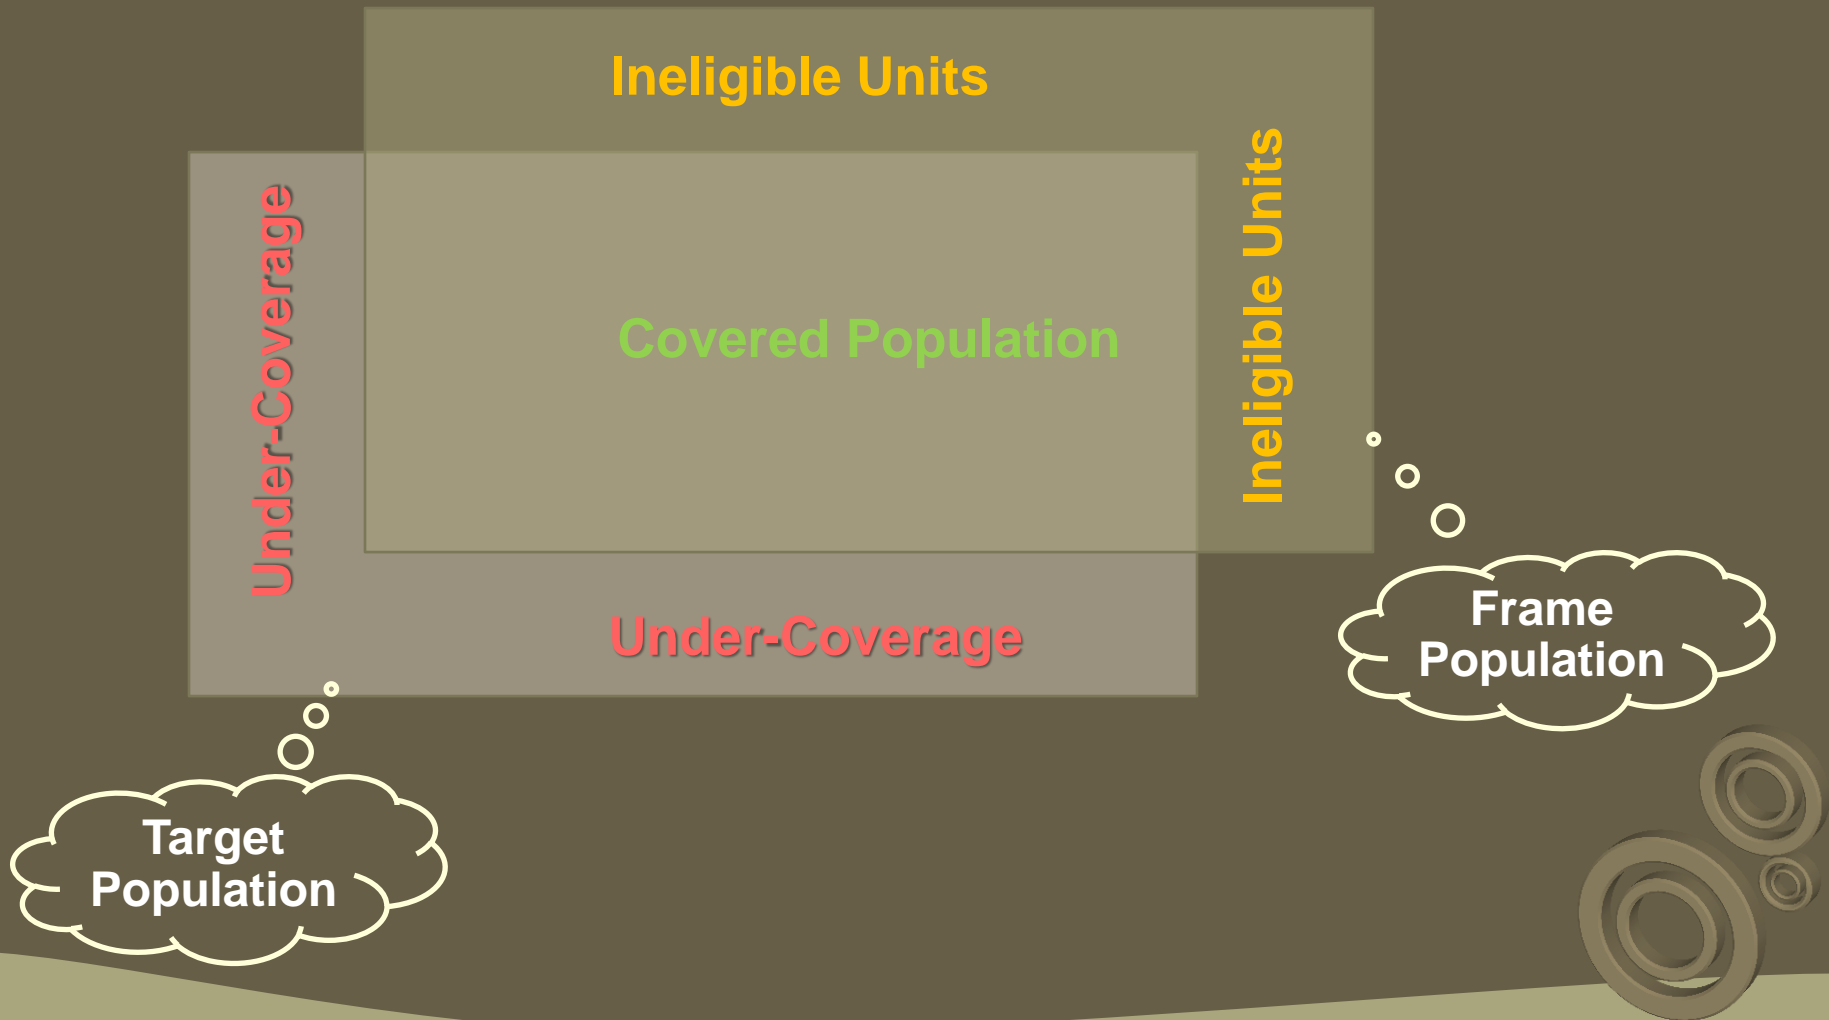 Ineligible Units
Ineligible Units
Under-Coverage
Covered Population
Under-Coverage
Frame
Population
Target
Population